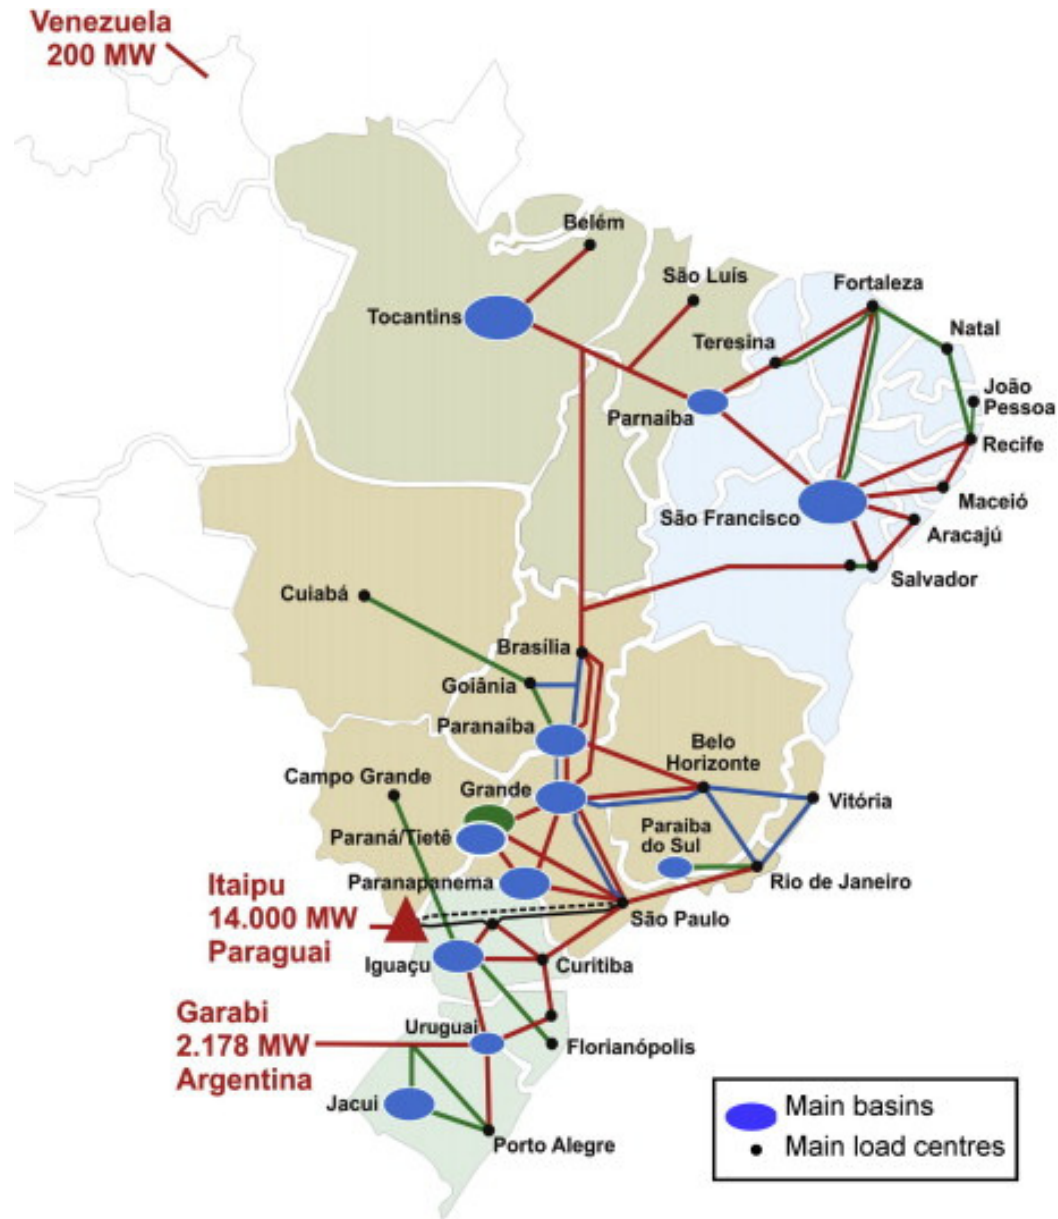 Venezuela
200 MW
Belém
São Luís
Fortaleza
Tocantins
Teresina
Natal
João
Pessoa
Parnaíba
Recife
São Francisco
Maceió
Aracajú
Salvador
Cuiabá
Brasília
Goiânia
Paranaíba
Belo
Horizonte
Campo Grande
Grande
Vitória
Paraiba
do Sul
Paraná/Tietê
Paranapanema
Rio de Janeiro
Itaipu
14.000 MW
Paraguai
São Paulo
Iguaçu
Curitiba
Garabi
2.178 MW
Argentina
Uruguai
Florianópolis
Jacui
Porto Alegre
Main basins
Main load centres